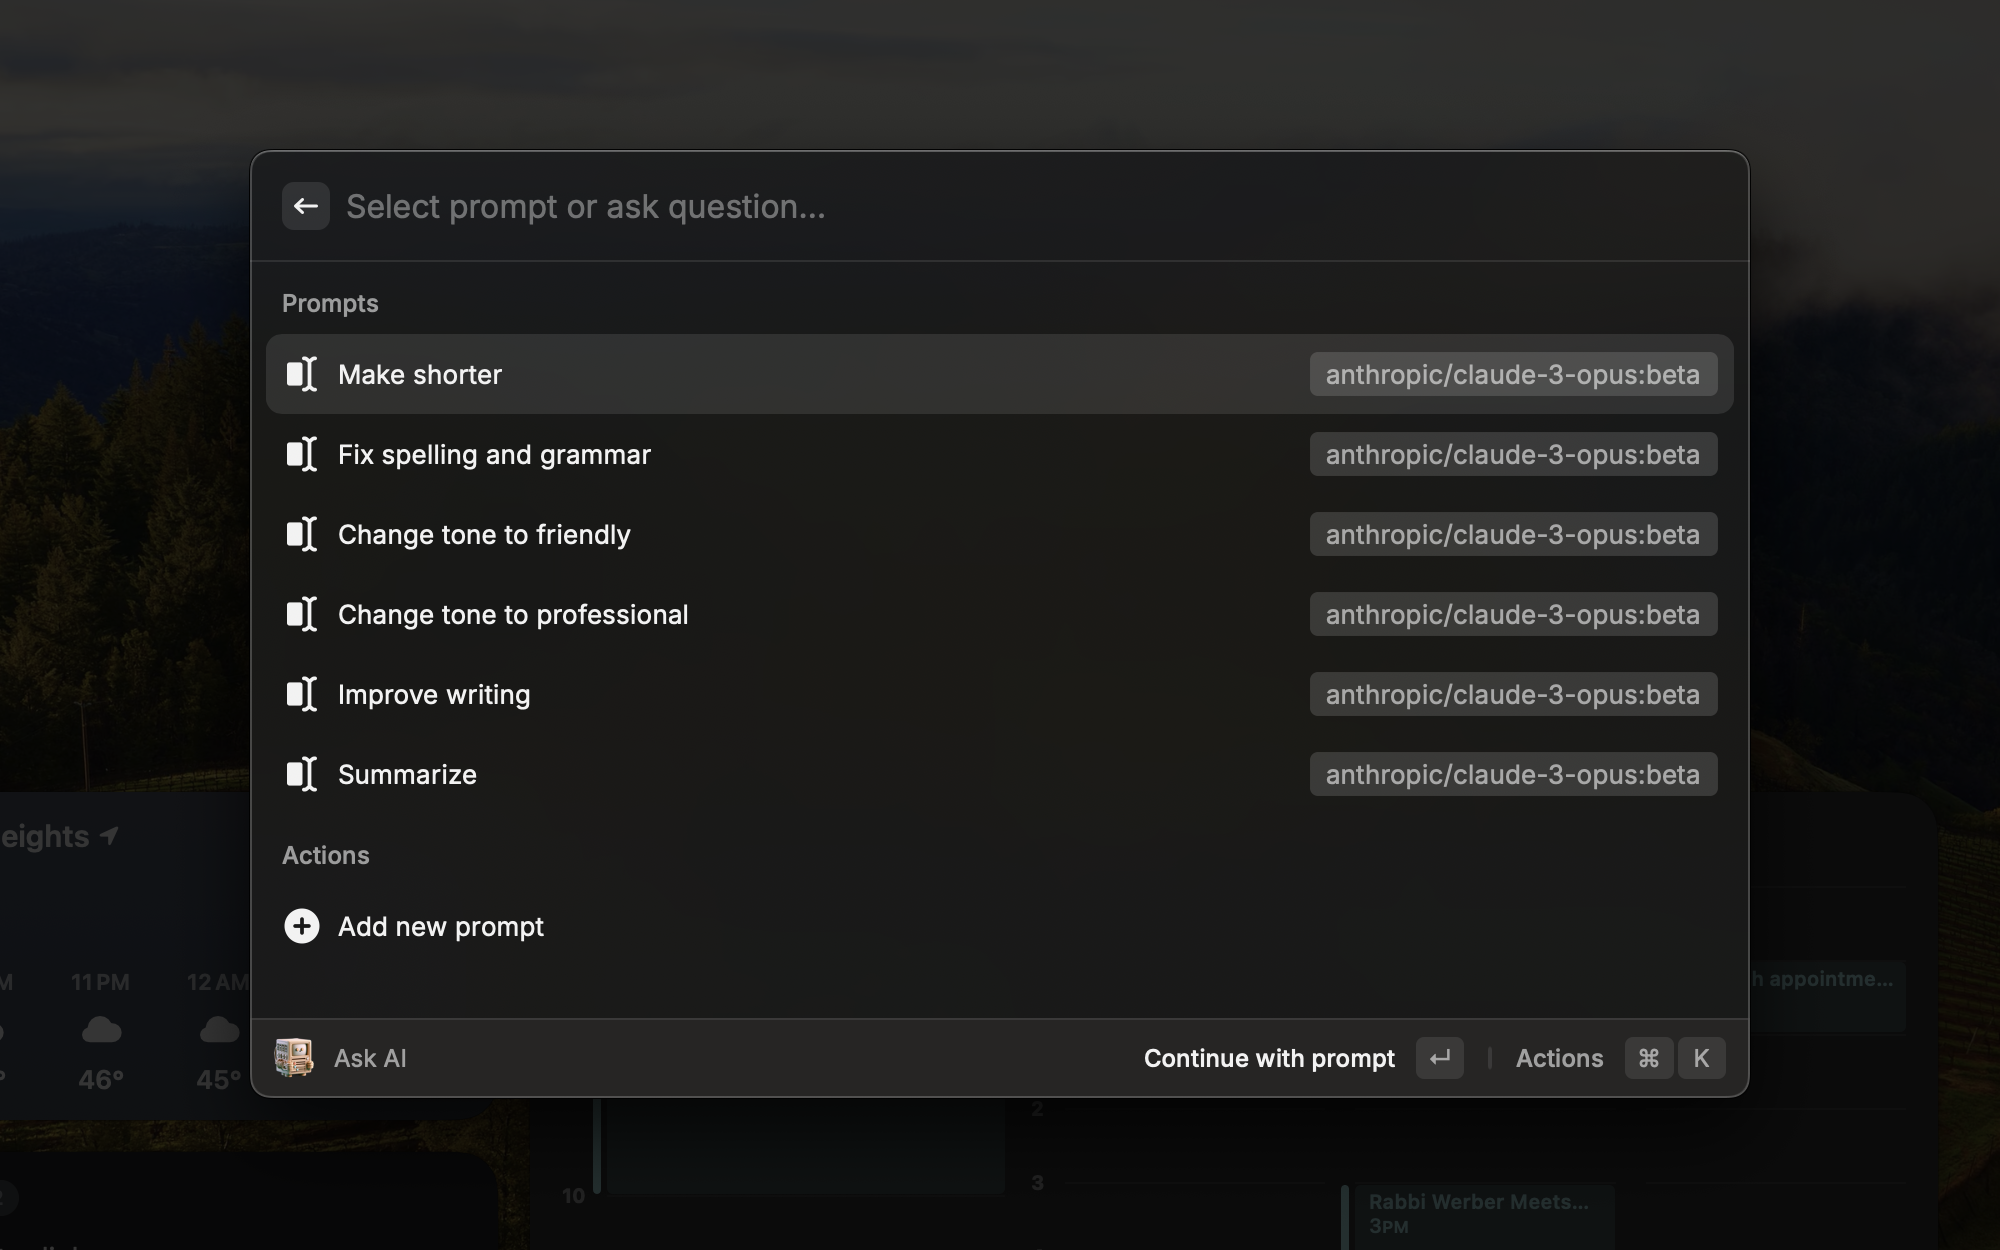 Select prompt or ask question...
Prompts
Make shorter
anthropic/claude-3-opus:beta
Fix spelling and grammar
anthropic/claude-3-opus:beta
Change tone to friendly
anthropic/claude-3-opus:beta
Change tone to professional
anthropic/claude-3-opus:beta
Improve writing
anthropic/claude-3-opus:beta
Summarize
anthropic/claude-3-opus:beta
Actions
Add new prompt
Ask AI
Continue with prompt
Actions
⌘
K
eights
M
11 PM
12 AM
46°
45°
h appointme...
2
3
10
Rabbi Werber Meets...
3PM